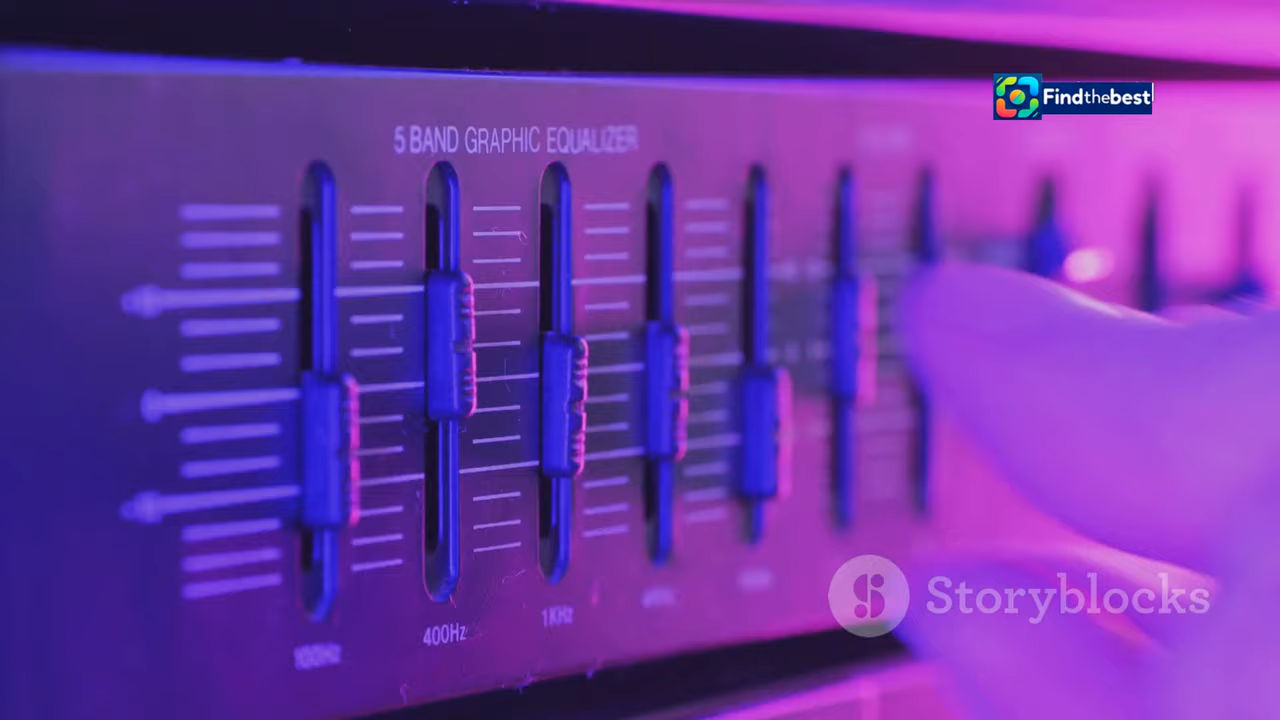 Findthebest
5 BAND GRAPHIC EQUALIZER
Storyblocks
100Hz
400Hz
1KHz